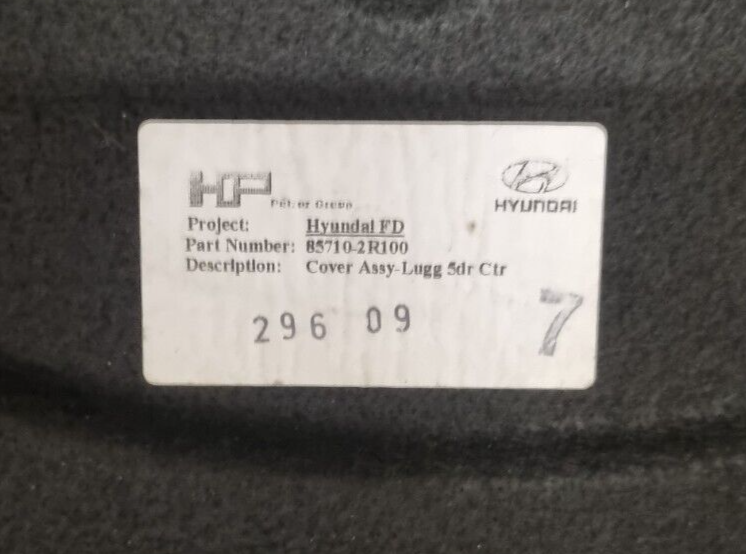 HP
HYUNDAI
Project: Hyundai FD
Part Number: 85710-2R100
Description: Cover Assy-Lugg 5dr Ctr
296 09
7